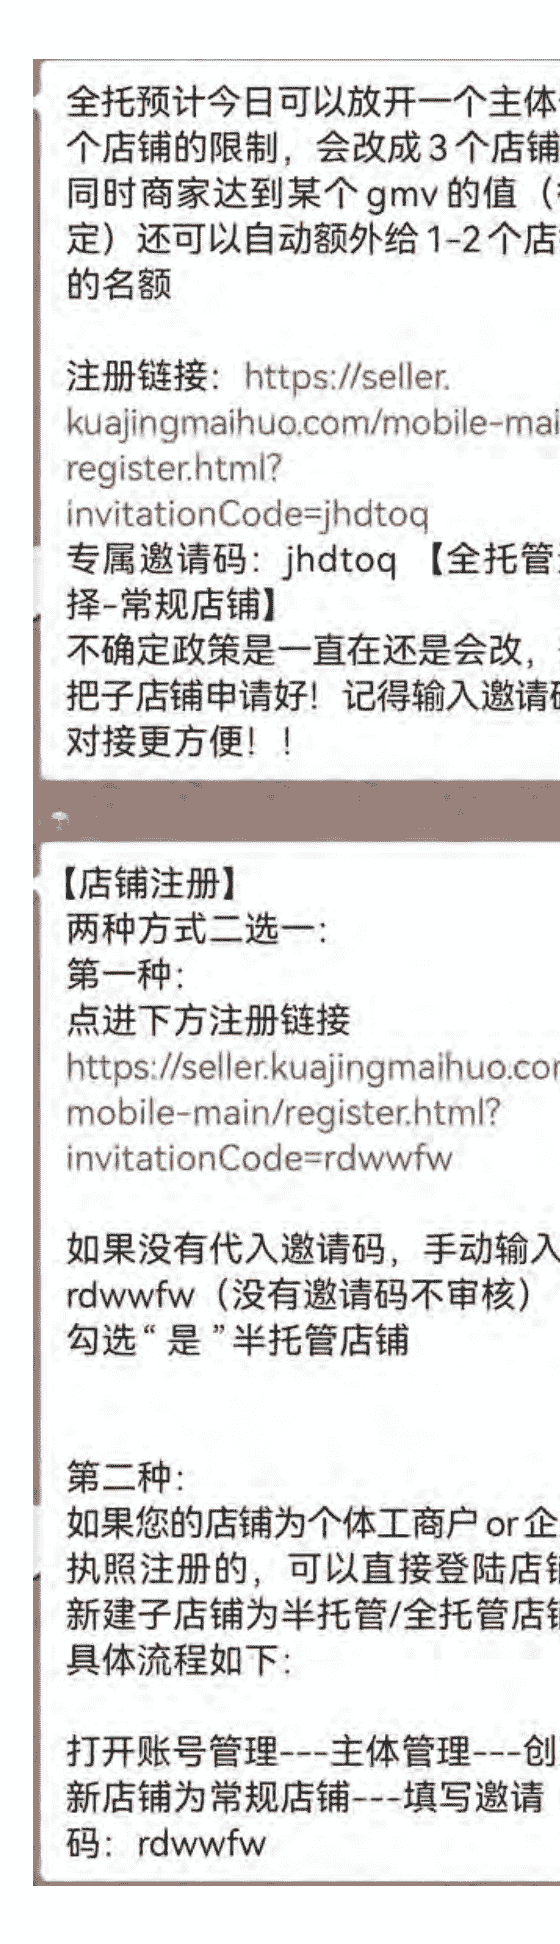 全托预计今日可以放开一个主体
个店铺的限制，会改成3个店铺
同时商家达到某个gmv的值（
定）还可以自动额外给1-2个店
的名额
注册链接：https://seller.
kuajingmaihuo.com/mobile-mai
register.html?
invitationCode=jhdtoq
专属邀请码：jhdtoq 【全托管
择-常规店铺】
不确定政策是一直在还是会改，
把子店铺申请好！记得输入邀请码
对接更方便！！
【店铺注册】
两种方式二选一：
第一种：
点进下方注册链接
https://seller.kuajingmaihuo.com
mobile-main/register.html?
invitationCode=rdwwfw
如果没有代入邀请码，手动输入
rdwwfw（没有邀请码不审核）
勾选“是”半托管店铺
第二种：
如果您的店铺为个体工商户or企
执照注册的，可以直接登陆店铺
新建子店铺为半托管/全托管店铺
具体流程如下：
打开账号管理---主体管理---创
新店铺为常规店铺---填写邀请
码：rdwwfw